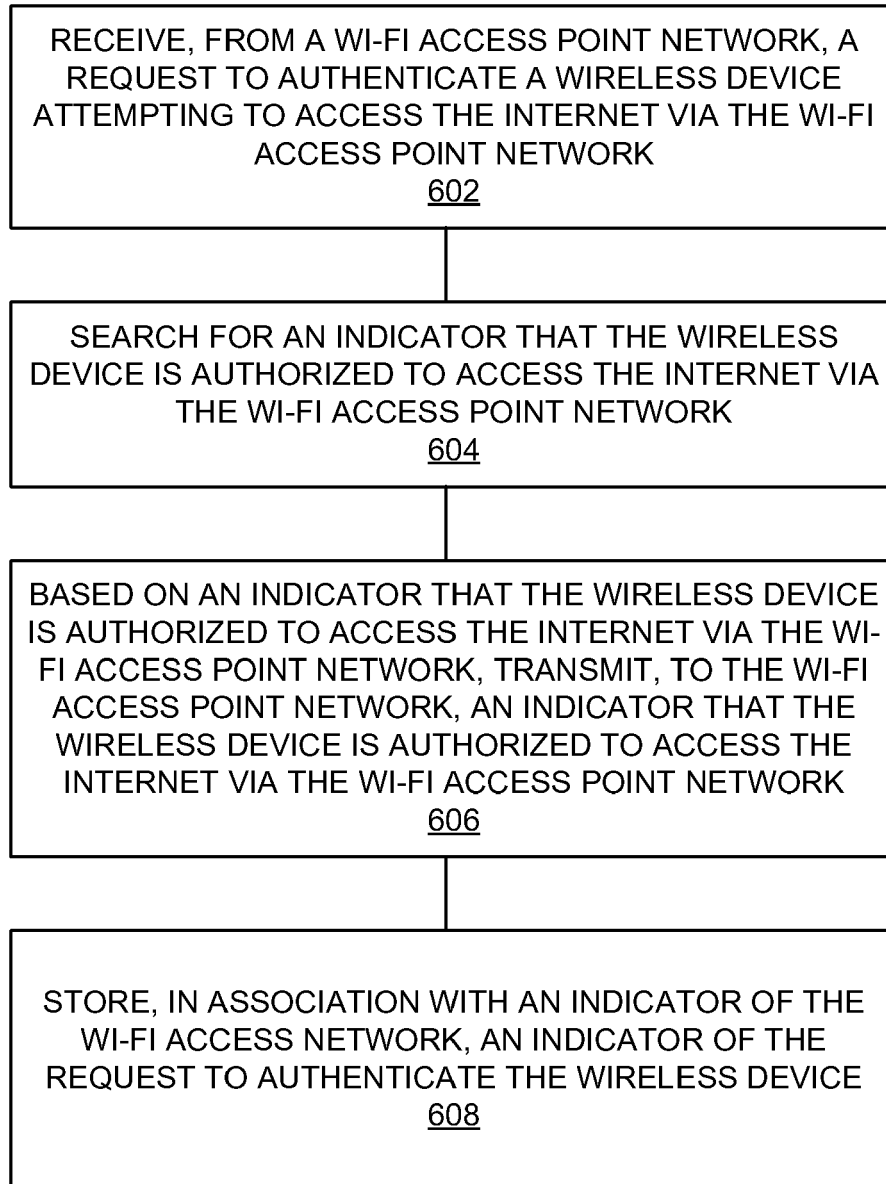 RECEIVE, FROM A WI-FI ACCESS POINT NETWORK, A
REQUEST TO AUTHENTICATE A WIRELESS DEVICE
ATTEMPTING TO ACCESS THE INTERNET VIA THE WI-FI
ACCESS POINT NETWORK
602
SEARCH FOR AN INDICATOR THAT THE WIRELESS
DEVICE IS AUTHORIZED TO ACCESS THE INTERNET VIA
THE WI-FI ACCESS POINT NETWORK
604
BASED ON AN INDICATOR THAT THE WIRELESS DEVICE
IS AUTHORIZED TO ACCESS THE INTERNET VIA THE WI-
FI ACCESS POINT NETWORK, TRANSMIT, TO THE WI-FI
ACCESS POINT NETWORK, AN INDICATOR THAT THE
WIRELESS DEVICE IS AUTHORIZED TO ACCESS THE
INTERNET VIA THE WI-FI ACCESS POINT NETWORK
606
STORE, IN ASSOCIATION WITH AN INDICATOR OF THE
WI-FI ACCESS NETWORK, AN INDICATOR OF THE
REQUEST TO AUTHENTICATE THE WIRELESS DEVICE
608